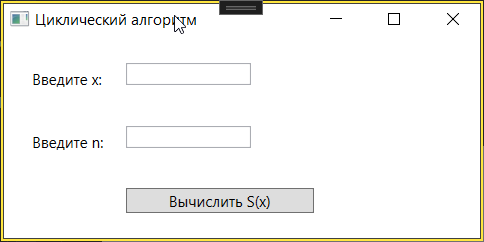 Циклический алгоритм
Введите x:
Введите n:
Вычислить S(x)